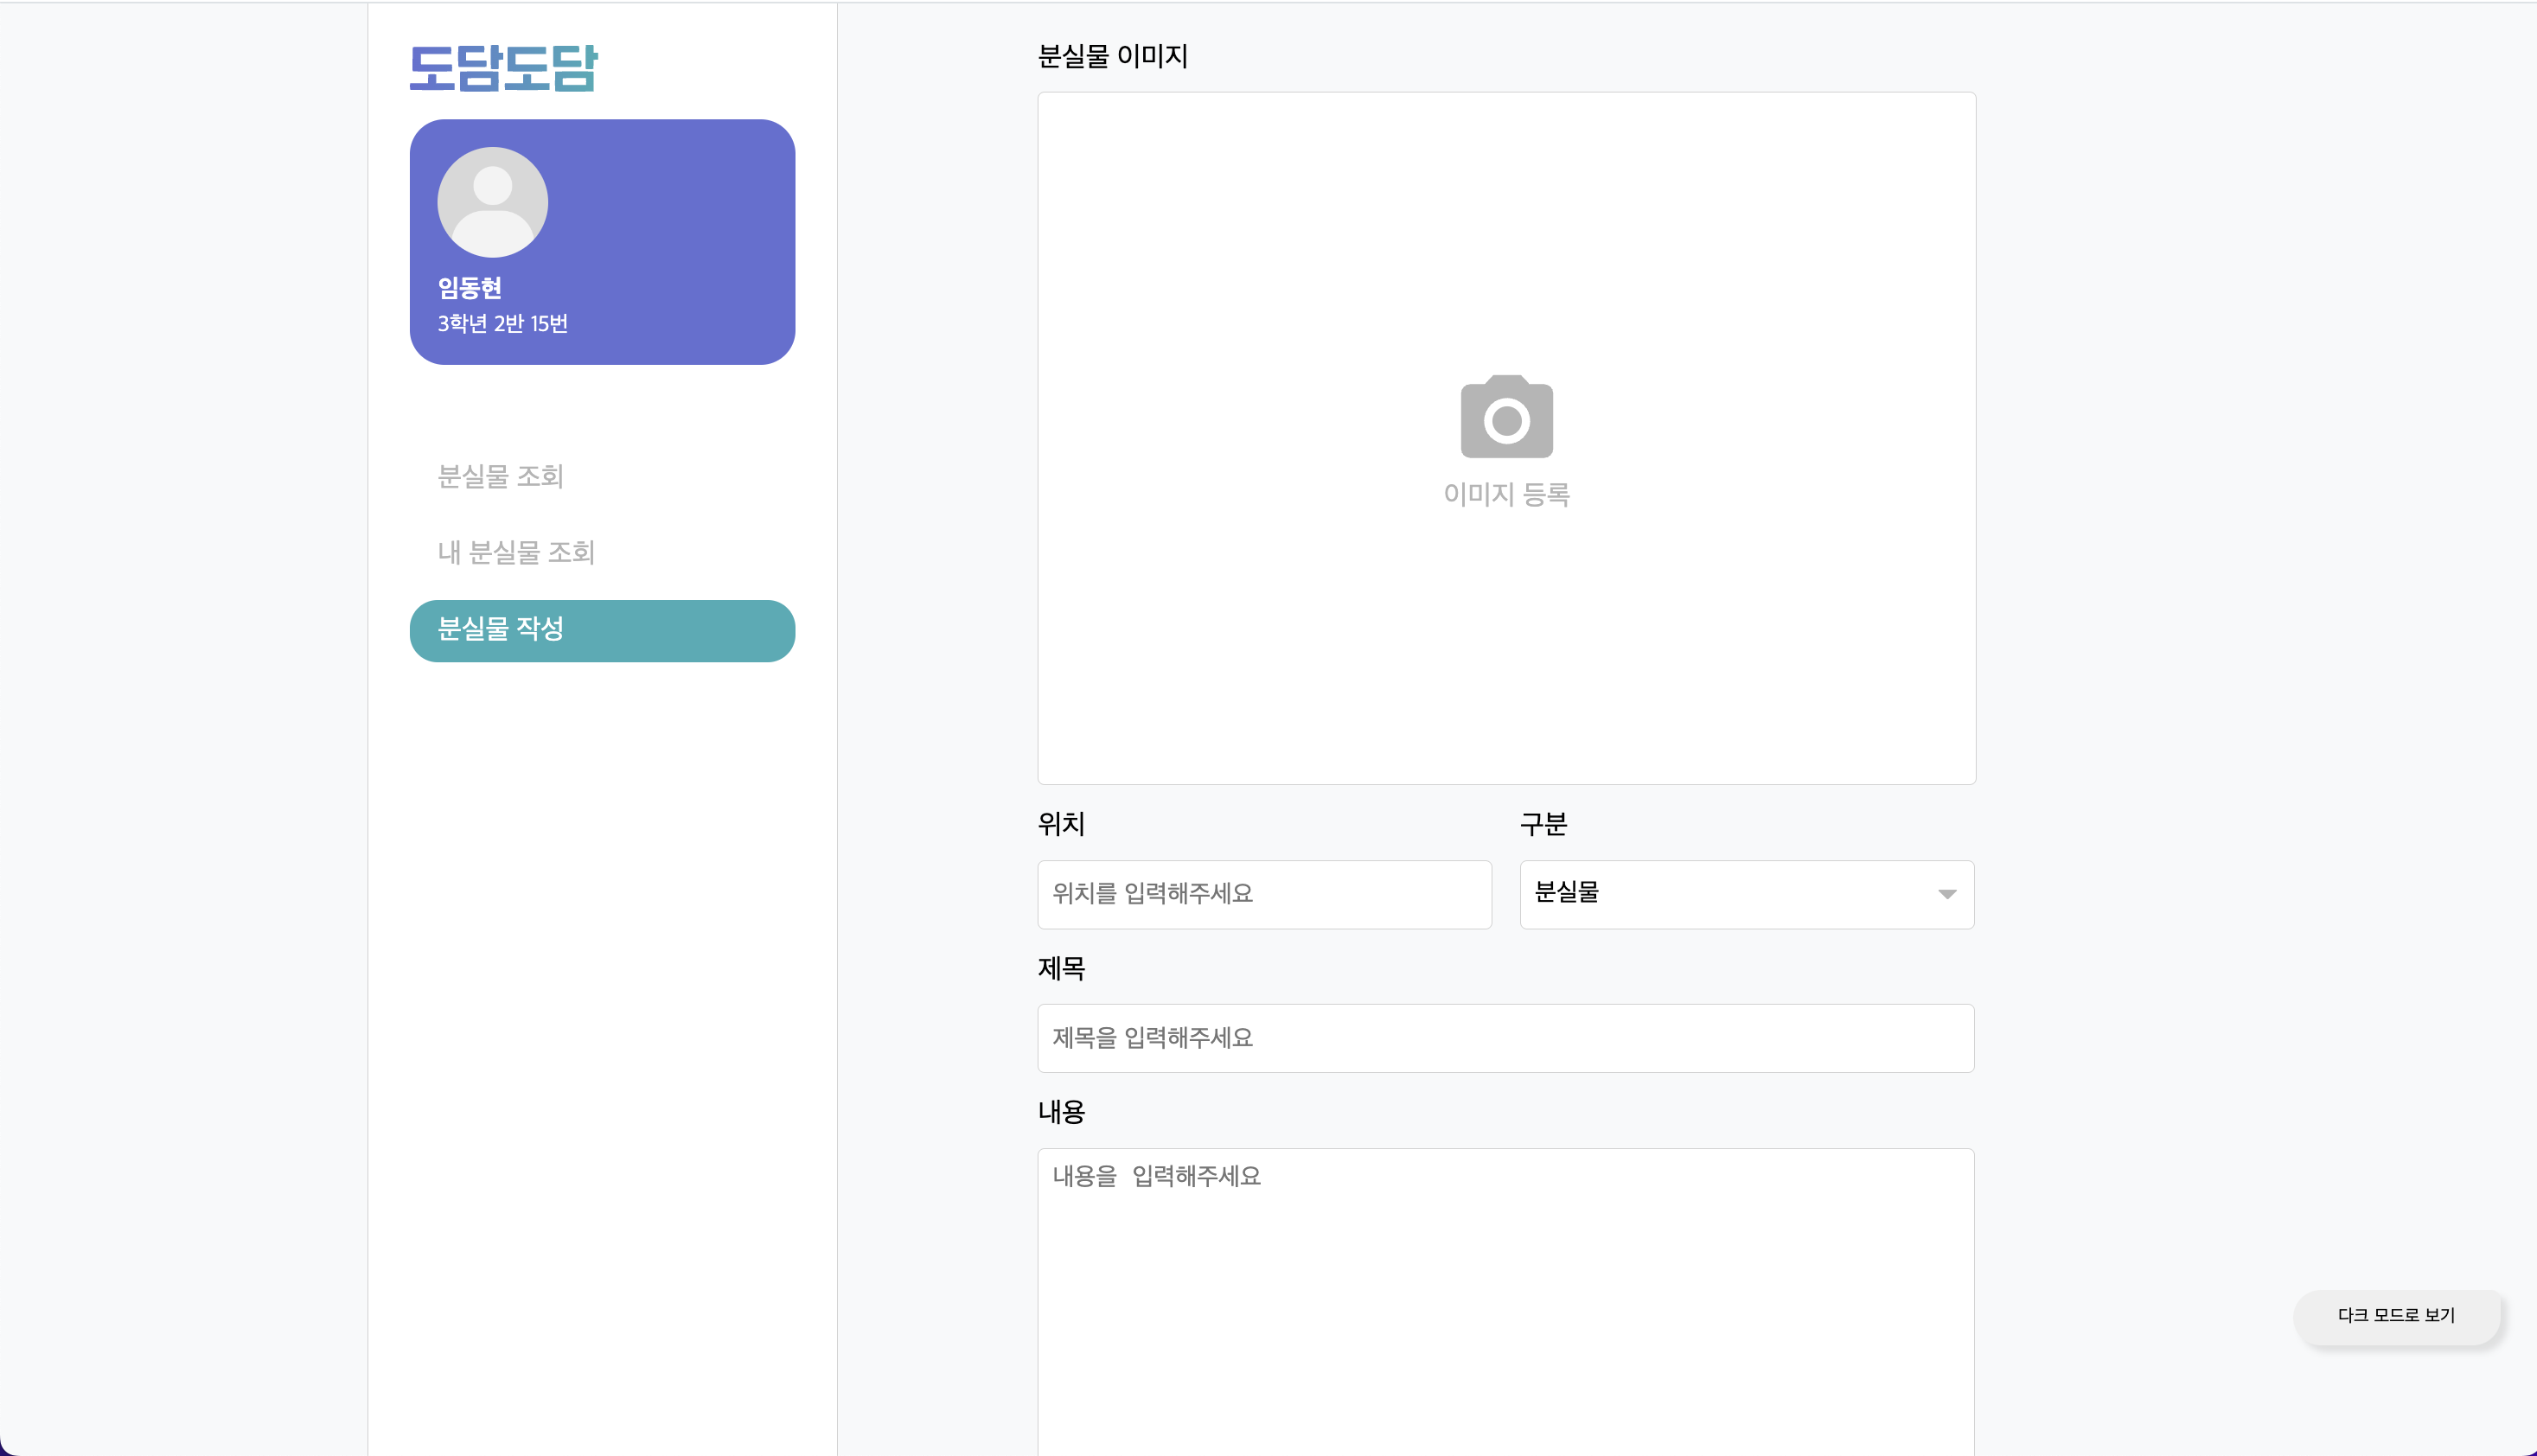 도담도담
임동현
3학년 2반 15번
분실물 조회
내 분실물 조회
분실물 작성
분실물 이미지
이미지 등록
위치
구분
위치를 입력해주세요
분실물
제목
제목을 입력해주세요
내용
내용을 입력해주세요
다크 모드로 보기